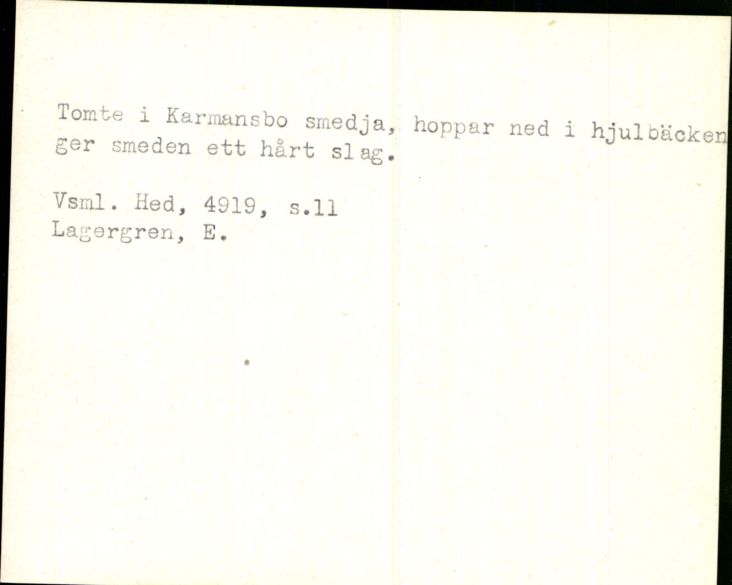 Tomte i Karmansbo smedja, hoppar ned i hjulbäcken
ger smeden ett hårt slag.
Vsml. Hed, 4919, s.11
Lagergren, E.